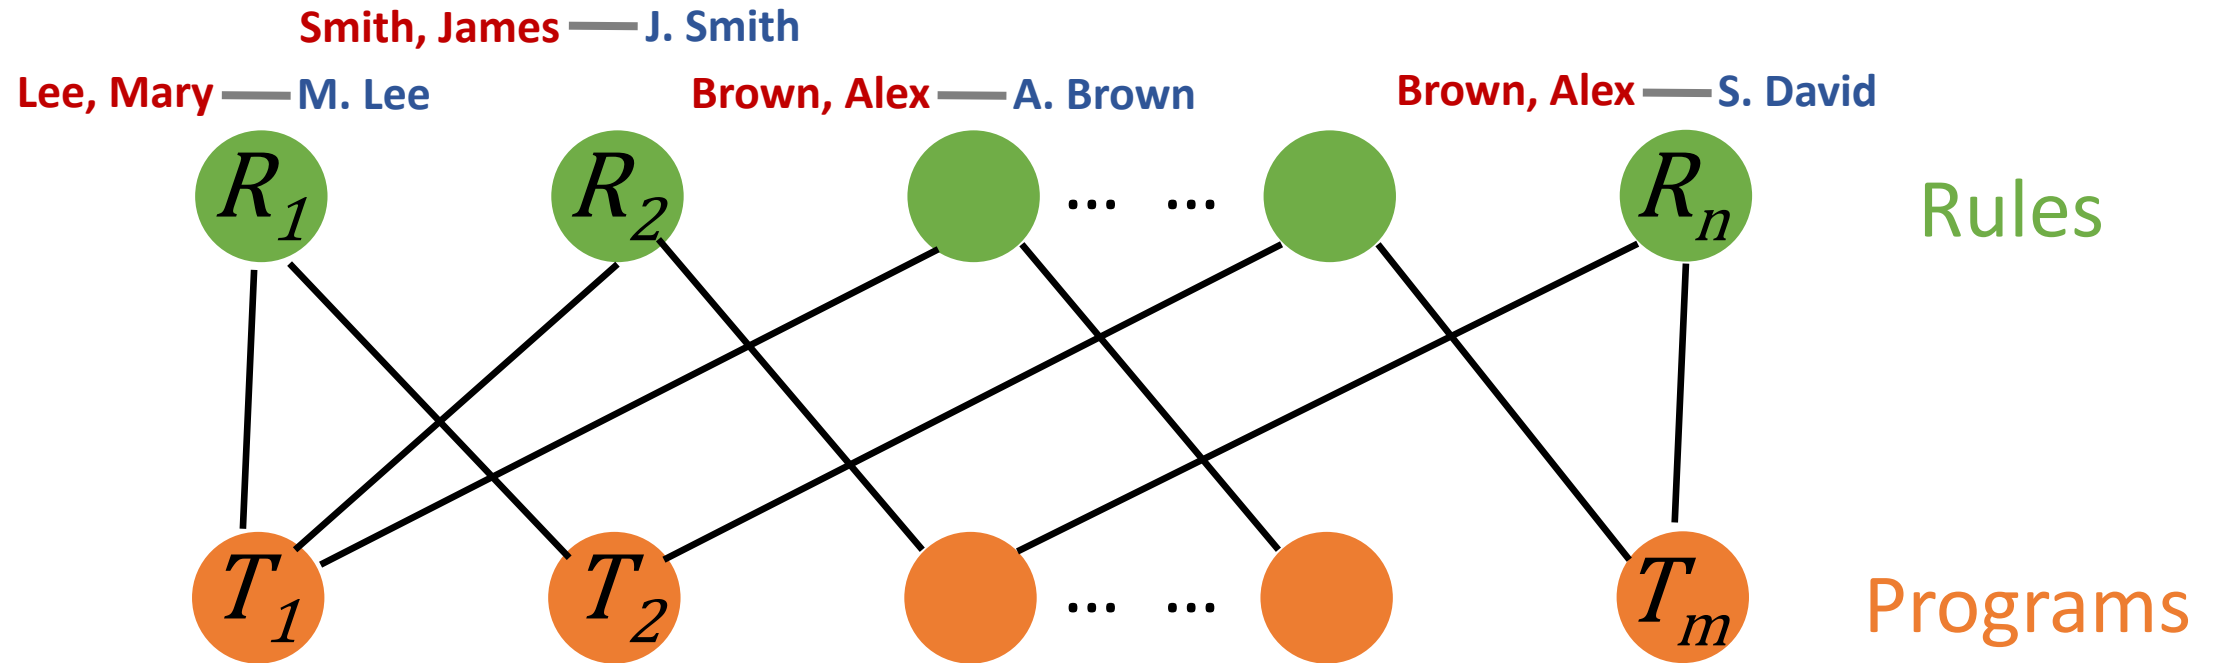 Smith, James J. Smith
Lee, Mary M. Lee Brown, Alex A. Brown Brown, Alex S. David
R1 R2 ... ... Rn Rules
T1 T2 ... ... Tm Programs